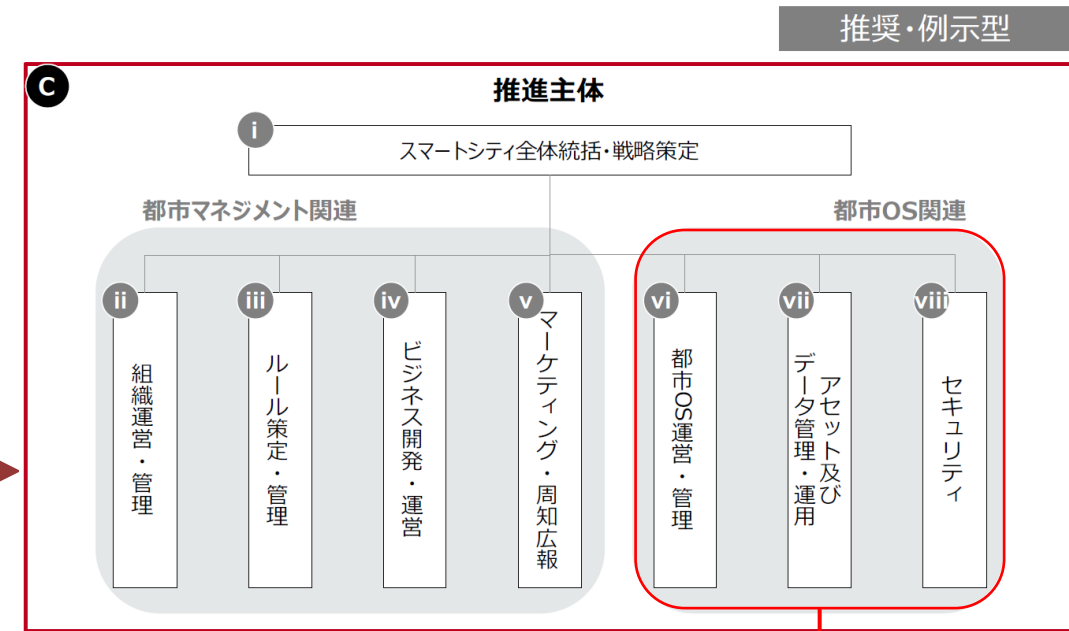 推奨・例示型
C
推進主体
i
スマートシティ全体統括・戦略策定
都市マネジメント関連
都市OS関連
ii
組織運営・管理
iii
ルール策定・管理
iv
ビジネス開発・運営
v
マーケティング・周知広報
vi
都市OS運営・管理
vii
アセット及び
データ管理・運用
viii
セキュリティ